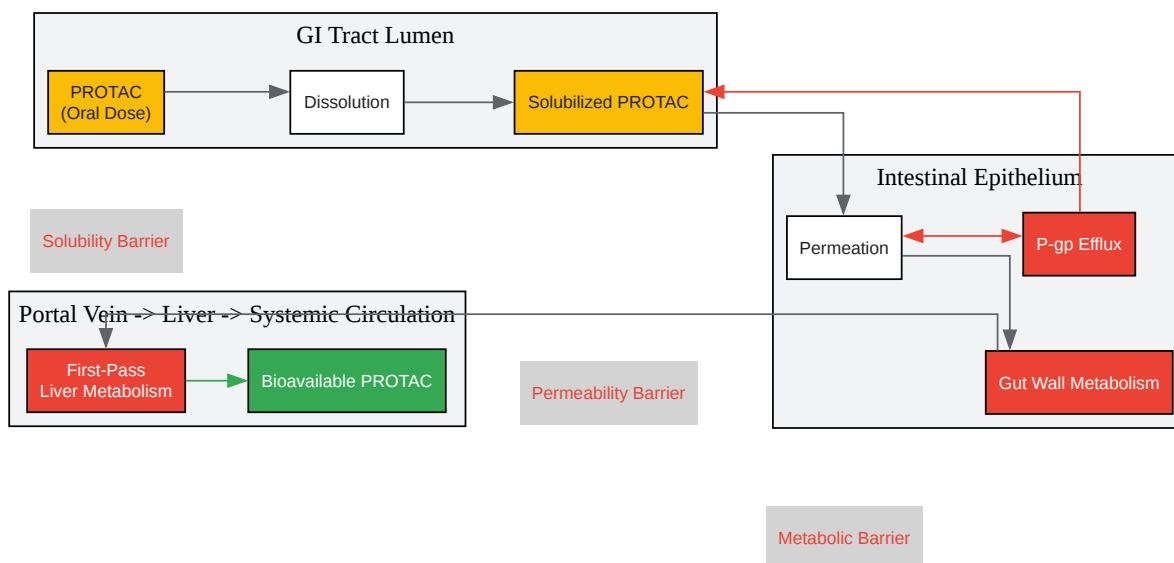 GI Tract Lumen
PROTAC
(Oral Dose)
Dissolution
Solubilized PROTAC
Intestinal Epithelium
Permeation
P-gp Efflux
Gut Wall Metabolism
Solubility Barrier
Portal Vein -> Liver -> Systemic Circulation
First-Pass
Liver Metabolism
Bioavailable PROTAC
Permeability Barrier
Metabolic Barrier